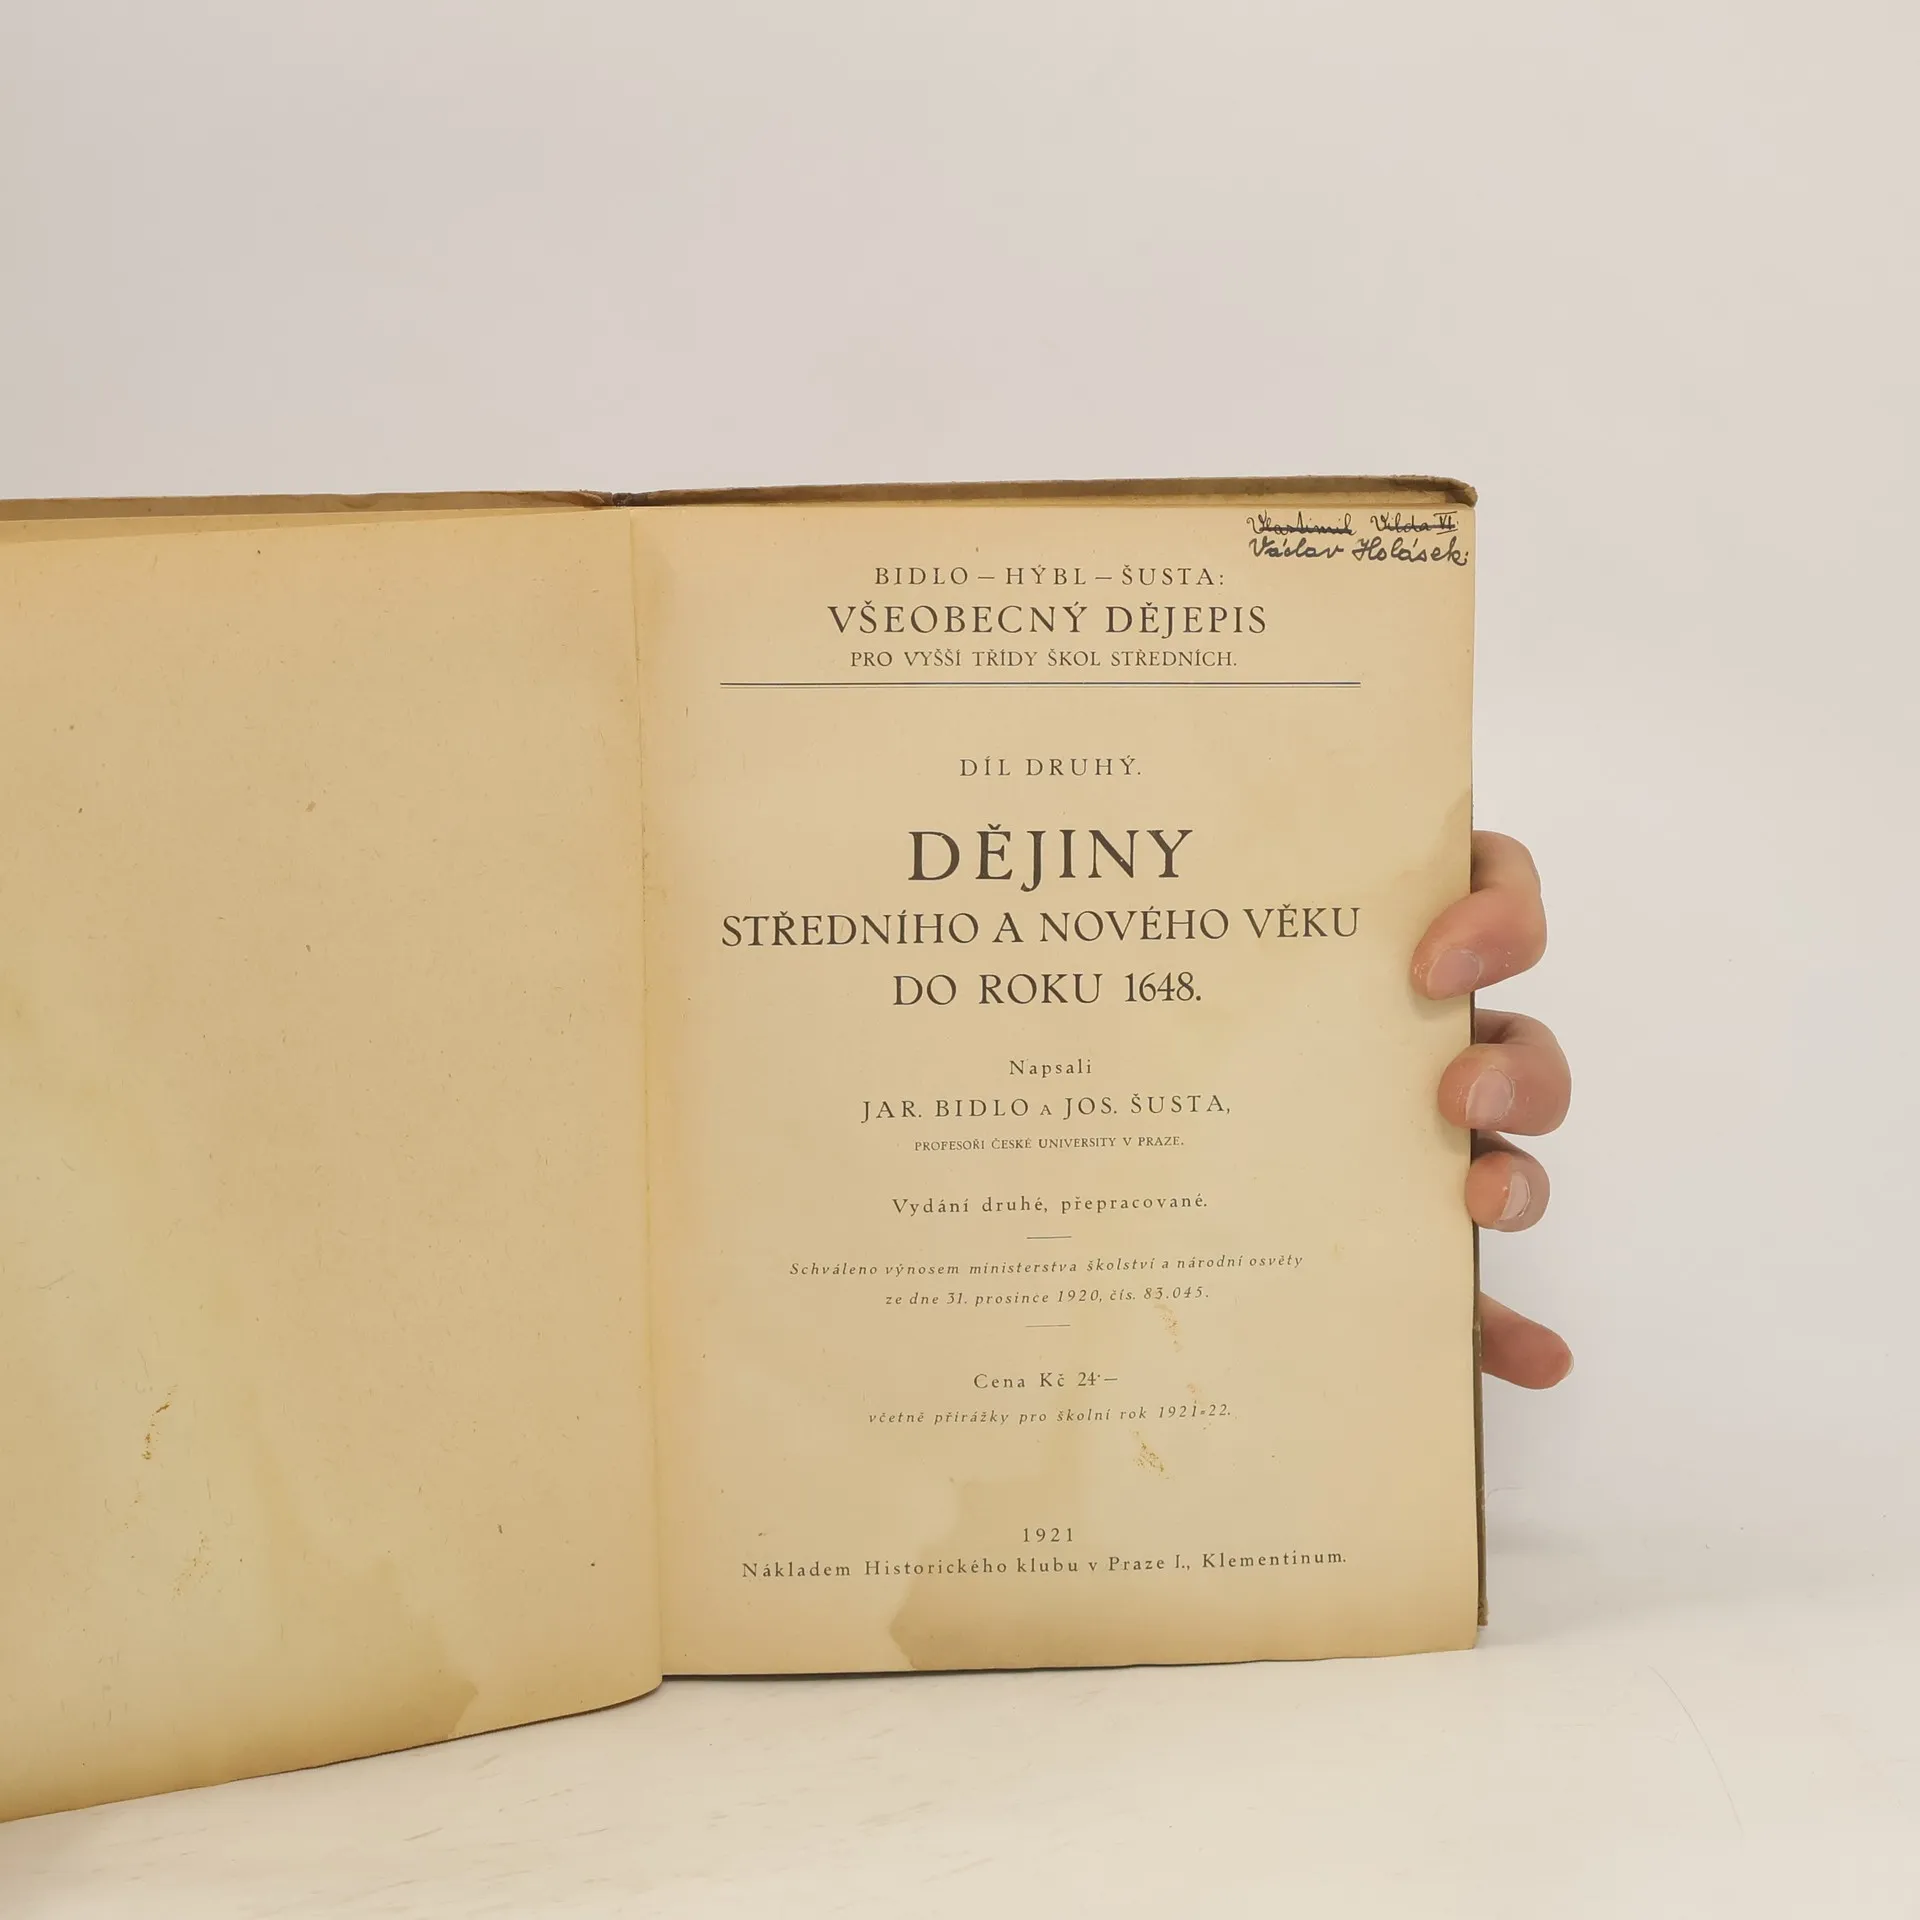 Vlastimil Vilda VI.
Václav Holásek.
BIDLO – HÝBL – ŠUSTA:
VŠEOBECNÝ DĚJEPIS
PRO VYŠŠÍ TŘÍDY ŠKOL STŘEDNÍCH.
DÍL DRUHÝ.
DĚJINY
STŘEDNÍHO A NOVÉHO VĚKU
DO ROKU 1648.
Napsali
JAR. BIDLO A JOS. ŠUSTA,
PROFESOŘI ČESKÉ UNIVERSITY V PRAZE.
Vydání druhé, přepracované.
Schváleno výnosem ministerstva školství a národní osvěty
ze dne 31. prosince 1920, čís. 83.045.
Cena Kč 24·—
včetně přirážky pro školní rok 1921=22.
1921
Nákladem Historického klubu v Praze I., Klementinum.